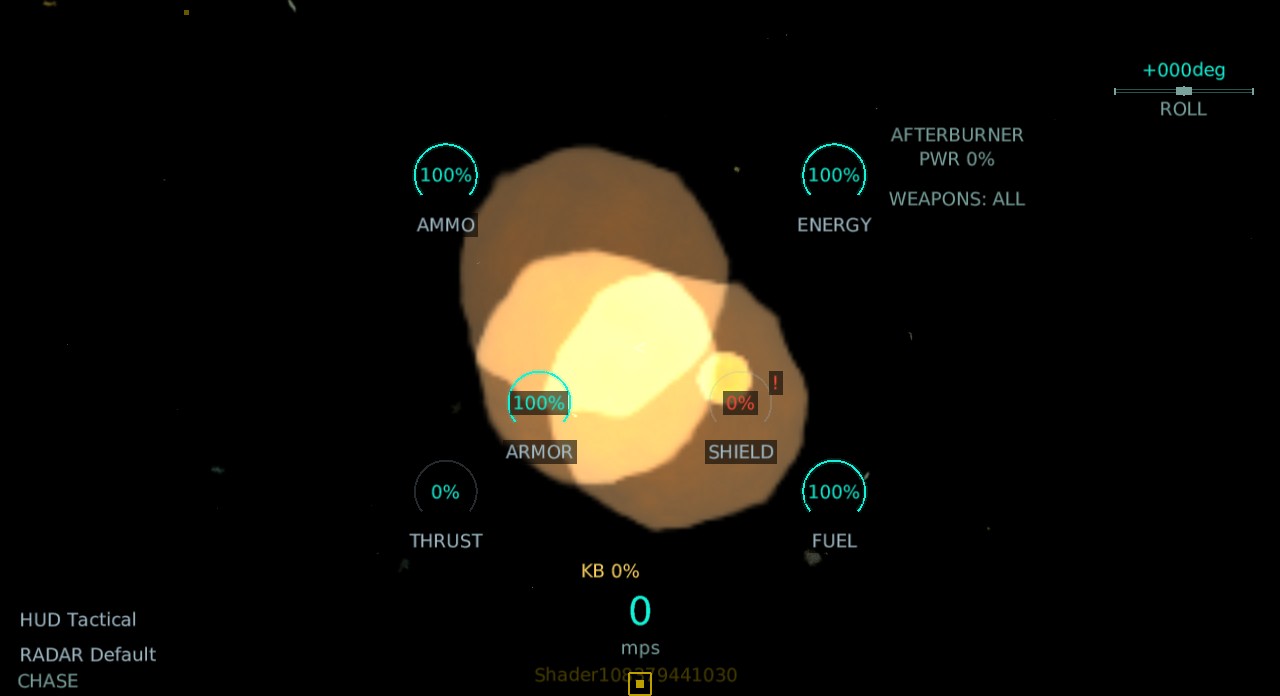 +000deg
ROLL
AFTERBURNER
PWR 0%
WEAPONS: ALL
100%
AMMO
100%
ENERGY
100%
ARMOR
0%
!
SHIELD
0%
THRUST
100%
FUEL
KB 0%
0
mps
HUD Tactical
RADAR Default
CHASE
Shader108379441030